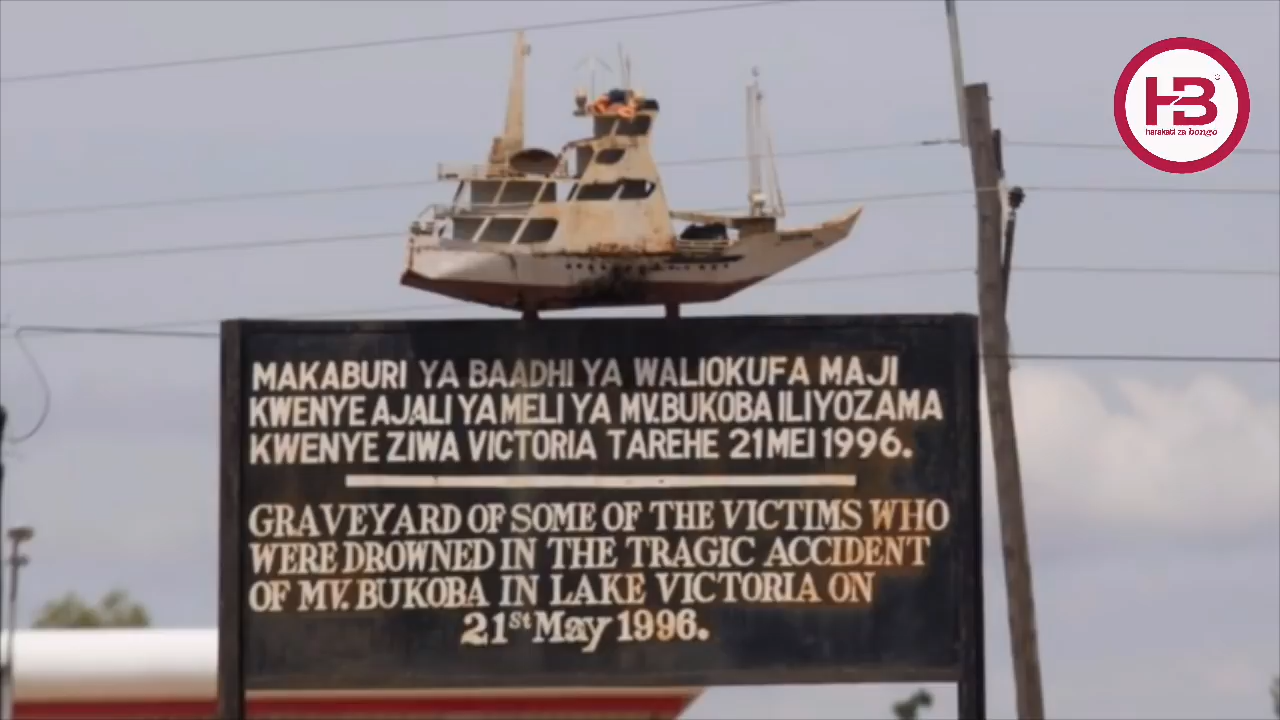 HB
harakati za bongo
MAKABURI YA BAADHI YA WALIOKUFA MAJI
KWENYE AJALI YA MELI YA MV.BUKOBA ILIYOZAMA
KWENYE ZIWA VICTORIA TAREHE 21 MEI 1996.
GRAVEYARD OF SOME OF THE VICTIMS WHO
WERE DROWNED IN THE TRAGIC ACCIDENT
OF MV. BUKOBA IN LAKE VICTORIA ON
21st May 1996.